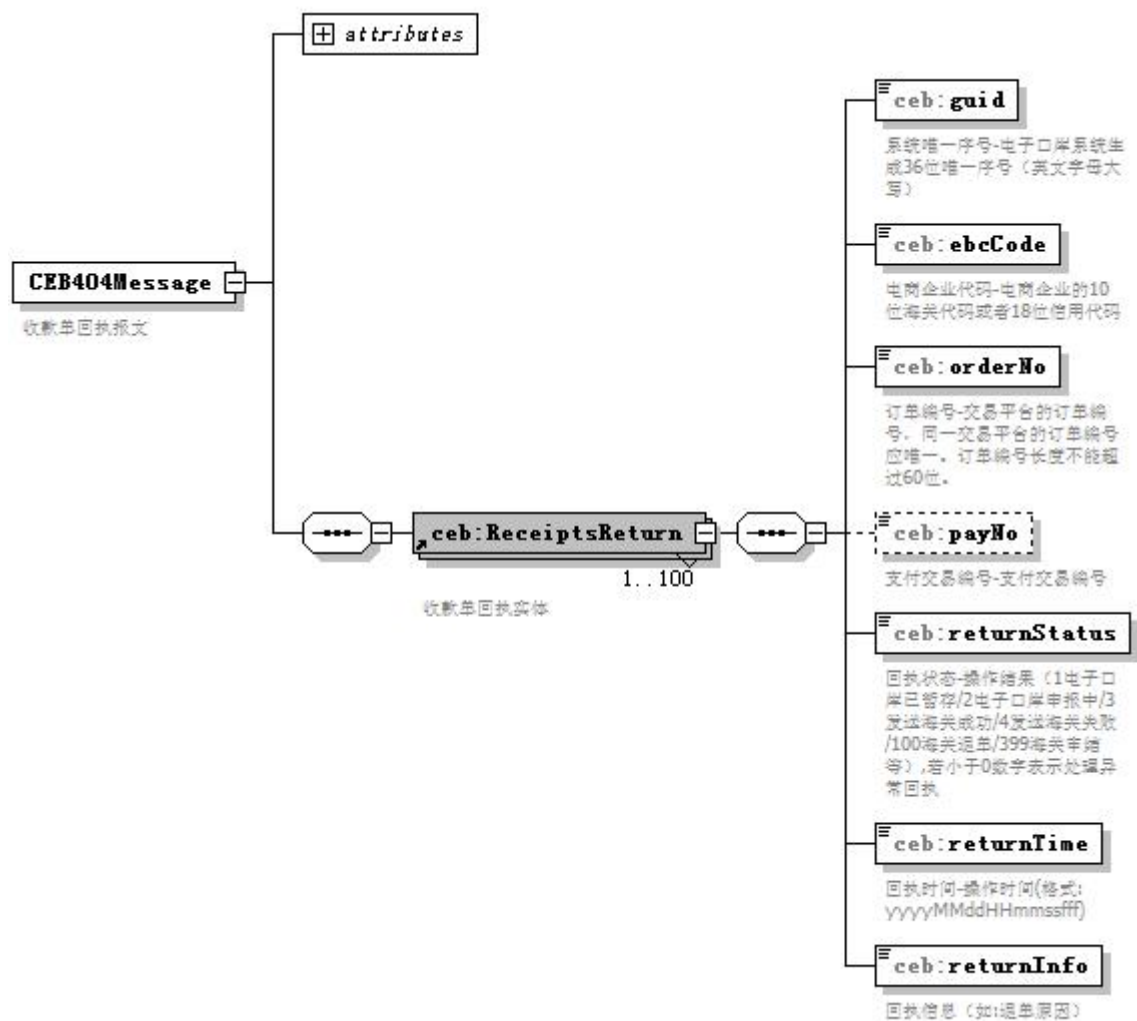 attributes
CEB404Message
收款单回执报文
ceb:ReceiptsReturn
1..100
收款单回执实体
ceb:guid
系统唯一序号-电子口岸系统生
成36位唯一序号（英文字母大
写）
ceb:ebcCode
电商企业代码-电商企业的10
位海关代码或者18位信用代码
ceb:orderNo
订单编号-交易平台的订单编
号，同一交易平台的订单编号
应唯一。订单编号长度不能超
过60位。
ceb:payNo
支付交易编号-支付交易编号
ceb:returnStatus
回执状态-操作结果（1电子口
岸已暂存/2电子口岸申报中/3
发送海关成功/4发送海关失败
/100海关退单/399海关审结
等）,若小于0数字表示处理异
常回执
ceb:returnTime
回执时间-操作时间(格式:
yyyyMMddHHmmssfff)
ceb:returnInfo
回执信息（如:退单原因）